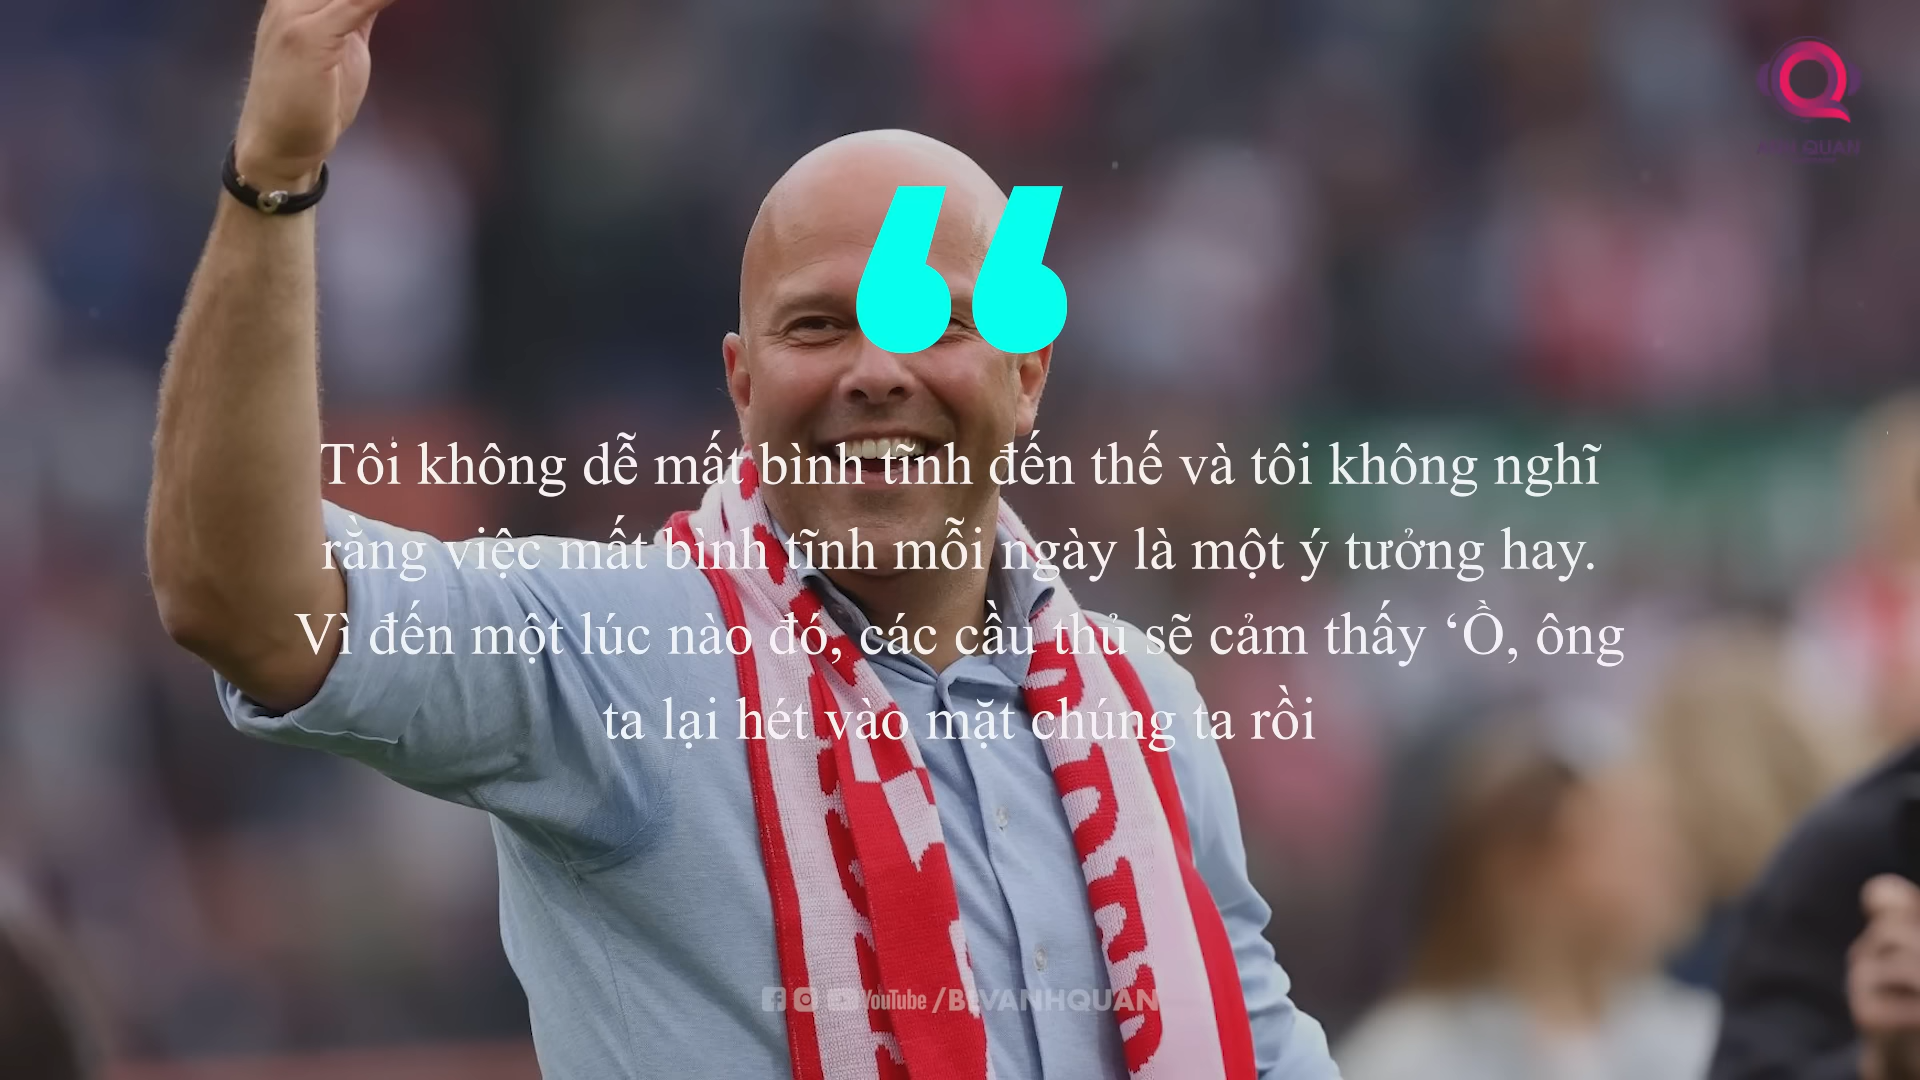 QUAN
“
Tôi không dễ mất bình tĩnh đến thế và tôi không nghĩ
rằng việc mất bình tĩnh mỗi ngày là một ý tưởng hay.
Vì đến một lúc nào đó, các cầu thủ sẽ cảm thấy ‘Ồ, ông
ta lại hét vào mặt chúng ta rồi
YouTube /BLVANHQUAN